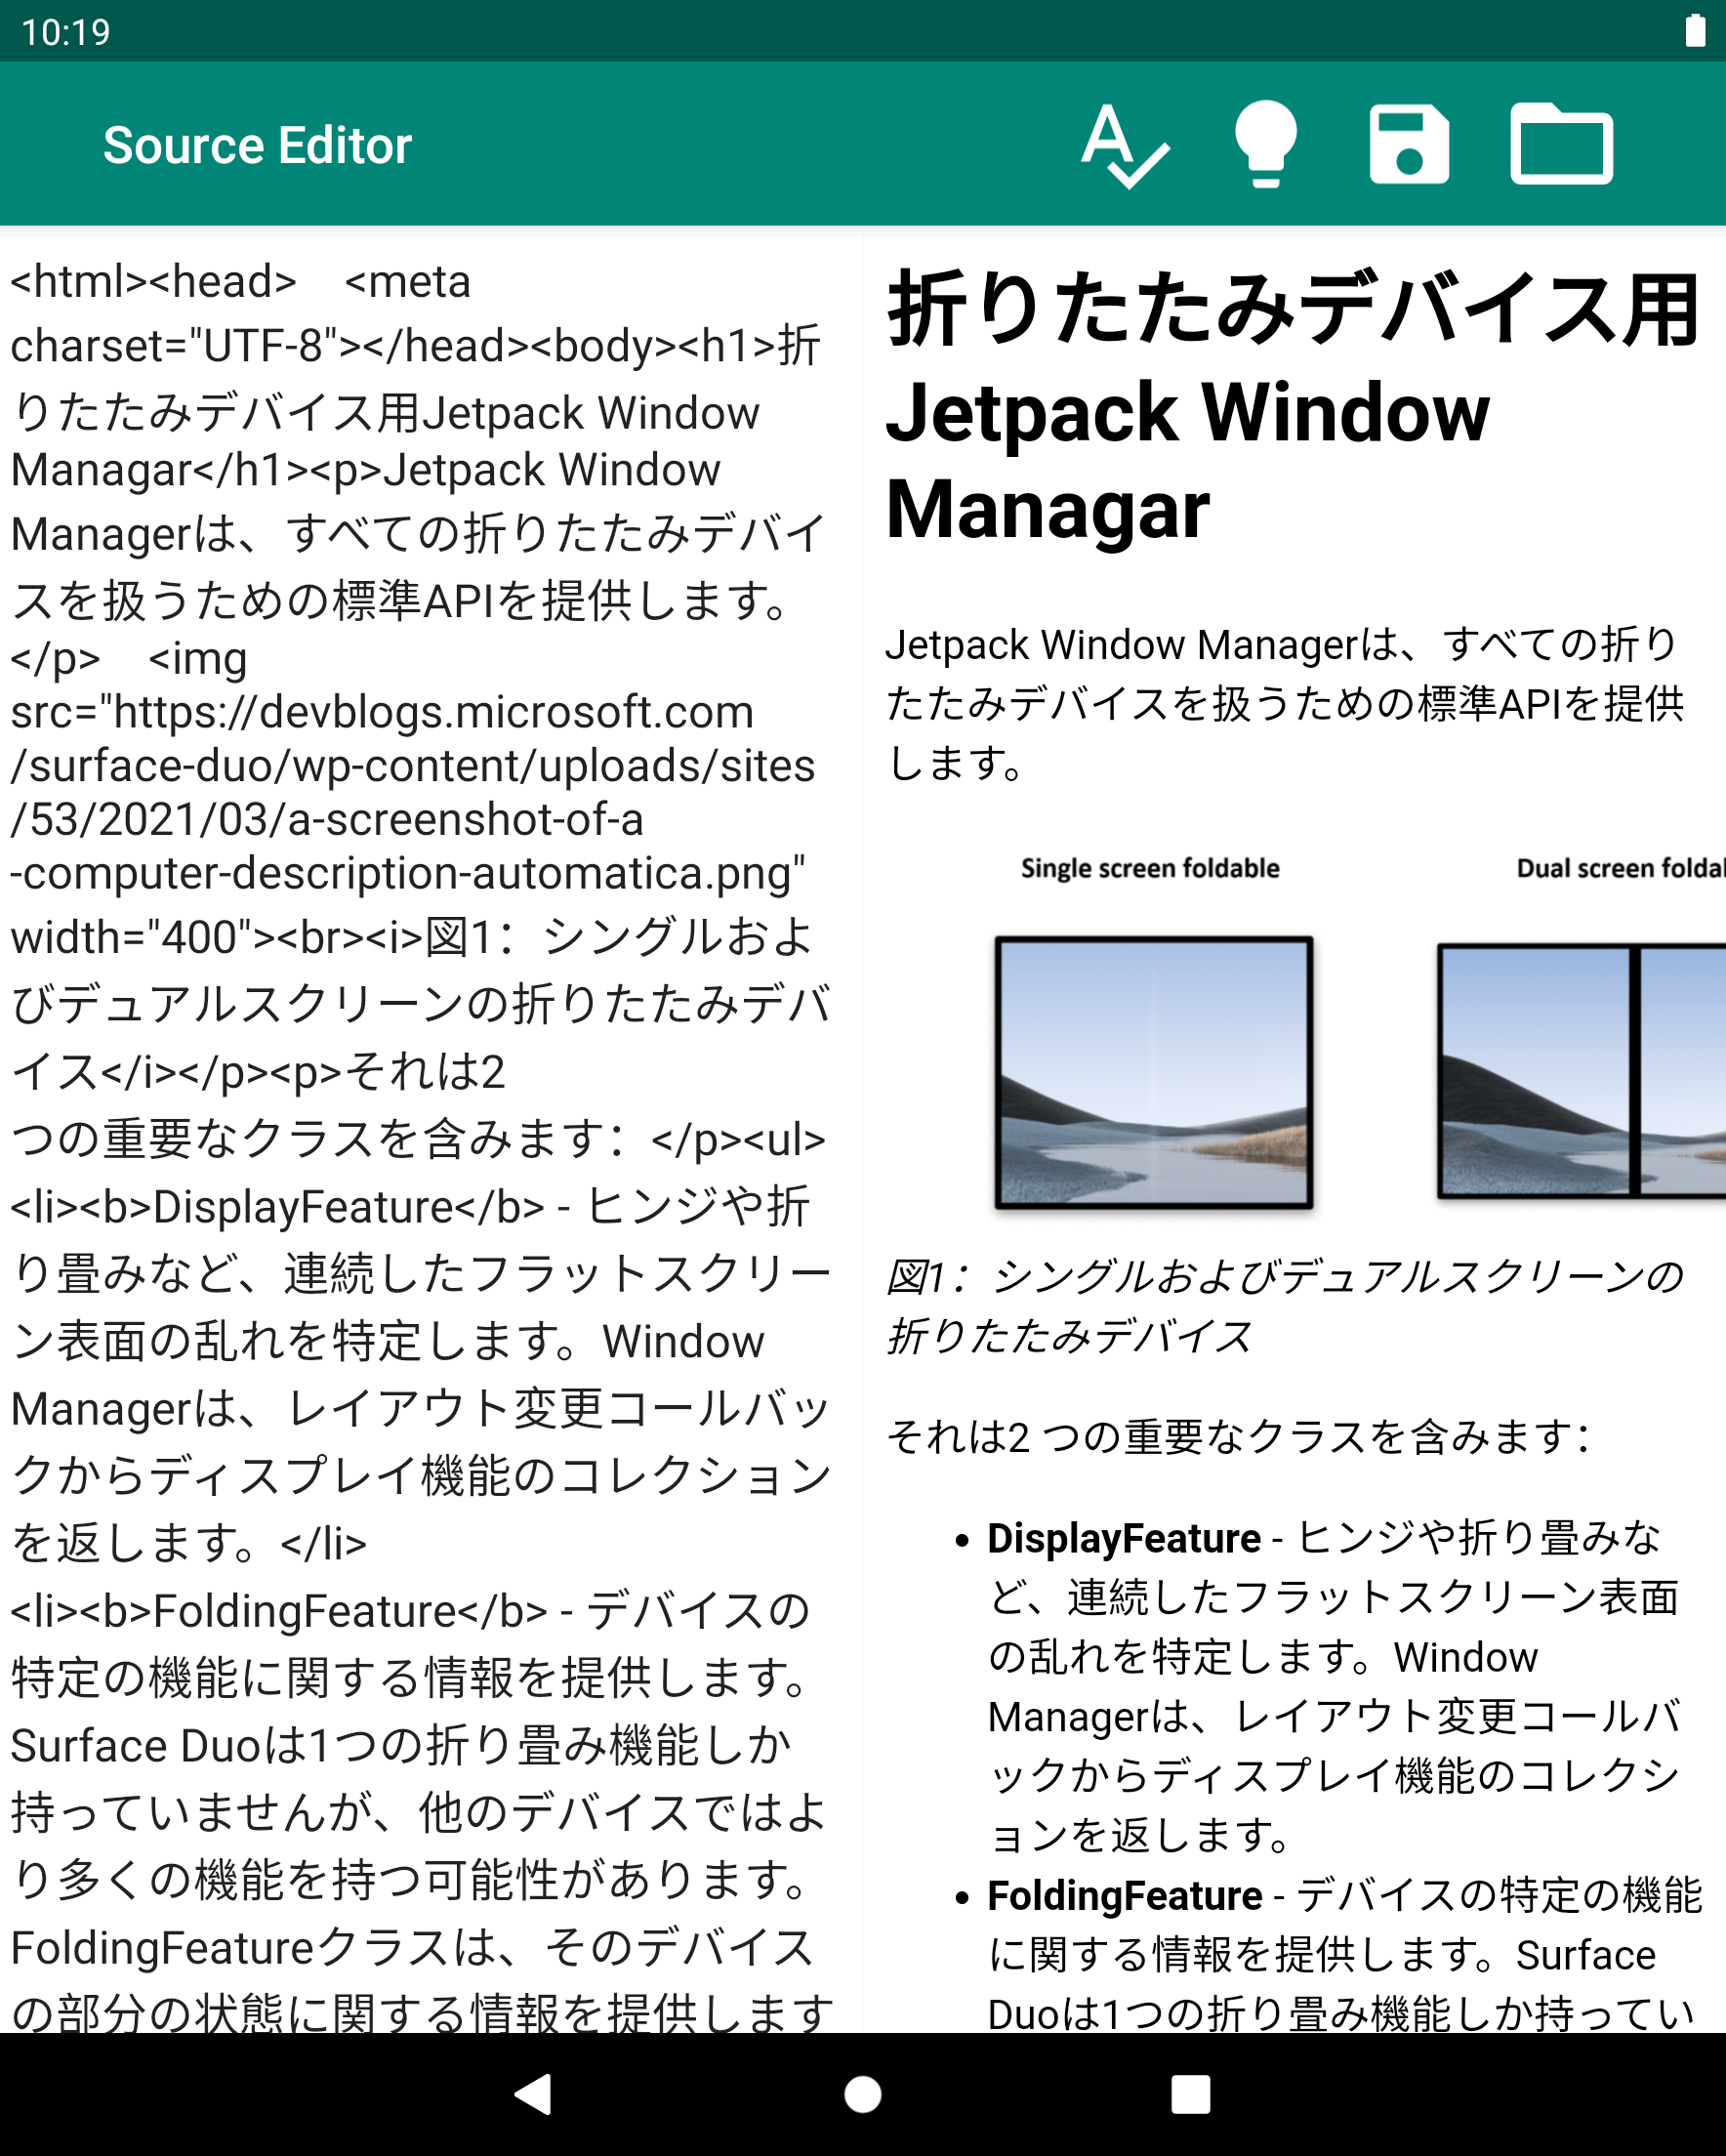 10:19
Source Editor
<html><head>    <meta
charset="UTF-8"></head><body><h1>折
りたたみデバイス用Jetpack Window
Managar</h1><p>Jetpack Window
Managerは、すべての折りたたみデバイ
スを扱うための標準APIを提供します。
</p>    <img
src="https://devblogs.microsoft.com
/surface-duo/wp-content/uploads/sites
/53/2021/03/a-screenshot-of-a
-computer-description-automatica.png"
width="400"><br><i>図1：シングルおよ
びデュアルスクリーンの折りたたみデバ
イス</i></p><p>それは2
つの重要なクラスを含みます：</p><ul>
<li><b>DisplayFeature</b> - ヒンジや折
り畳みなど、連続したフラットスクリー
ン表面の乱れを特定します。Window
Managerは、レイアウト変更コールバッ
クからディスプレイ機能のコレクション
を返します。</li>
<li><b>FoldingFeature</b> - デバイスの
特定の機能に関する情報を提供します。
Surface Duoは1つの折り畳み機能しか
持っていませんが、他のデバイスではよ
り多くの機能を持つ可能性があります。
FoldingFeatureクラスは、そのデバイス
の部分の状態に関する情報を提供します
折りたたみデバイス用
Jetpack Window
Managar
Jetpack Window Managerは、すべての折り
たたみデバイスを扱うための標準APIを提供
します。
Single screen foldable
Dual screen
図1：シングルおよびデュアルスクリーンの
折りたたみデバイス
それは2 つの重要なクラスを含みます：
• DisplayFeature - ヒンジや折り畳みな
ど、連続したフラットスクリーン表面
の乱れを特定します。Window
Managerは、レイアウト変更コールバ
ックからディスプレイ機能のコレクシ
ョンを返します。
• FoldingFeature - デバイスの特定の機能
に関する情報を提供します。Surface
Duoは1つの折り畳み機能しか持ってい